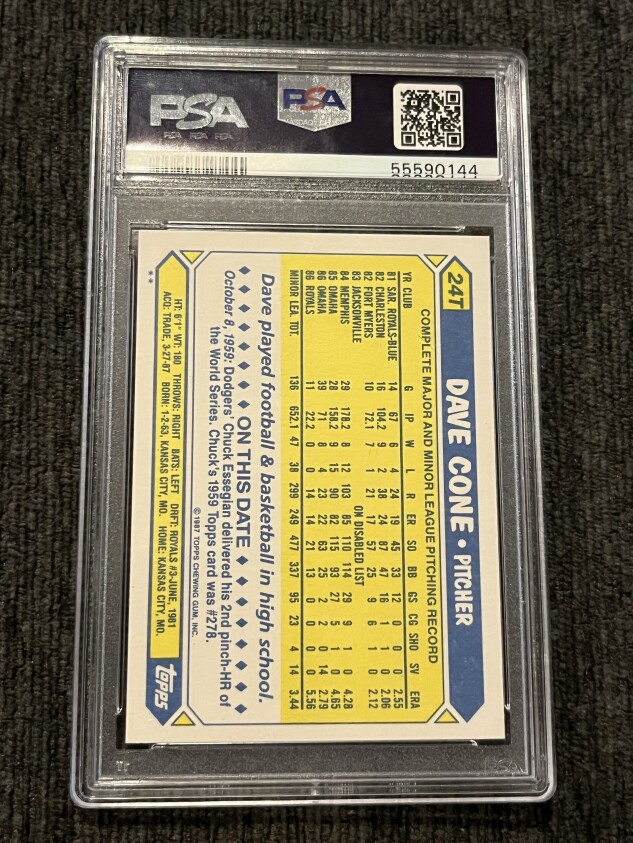 PSA
PSA PSA PSA
PSA
55590144
24T
DAVE CONE • PITCHER
COMPLETE MAJOR AND MINOR LEAGUE PITCHING RECORD
YR CLUB G IP W L R ER SO BB GS CG SHO SV ERA
81 SAR. ROYALS-BLUE 14 67 6 4 24 19 45 33 12 0 0 0 2.55
82 CHARLESTON 16 104.2 9 2 38 24 87 47 16 1 1 0 2.06
82 FORT MYERS 10 72.1 7 1 21 17 57 25 9 6 1 0 2.12
83 JACKSONVILLE ON DISABLED LIST
84 MEMPHIS 29 178.2 8 12 103 85 110 114 29 9 1 0 4.28
85 OMAHA 28 158.2 9 15 90 82 115 93 27 5 1 0 4.65
86 OMAHA 39 71 8 4 23 22 63 25 2 2 0 14 2.79
86 ROYALS 11 22.2 0 0 14 14 21 13 0 0 0 0 5.56
MINOR LEA. TOT. 136 652.1 47 38 299 249 477 337 95 23 4 14 3.44
Dave played football & basketball in high school.
ON THIS DATE
October 8, 1959: Dodgers' Chuck Essegian delivered his 2nd pinch-HR of
the World Series. Chuck's 1959 Topps card was #278.
©1987 TOPPS CHEWING GUM, INC.
HT: 6'1" WT: 180 THROWS: RIGHT BATS: LEFT DRFT: ROYALS #3-JUNE, 1981
ACQ: TRADE, 3-27-87 BORN: 1-2-63, KANSAS CITY, MO. HOME: KANSAS CITY, MO.
topps
**
PSA